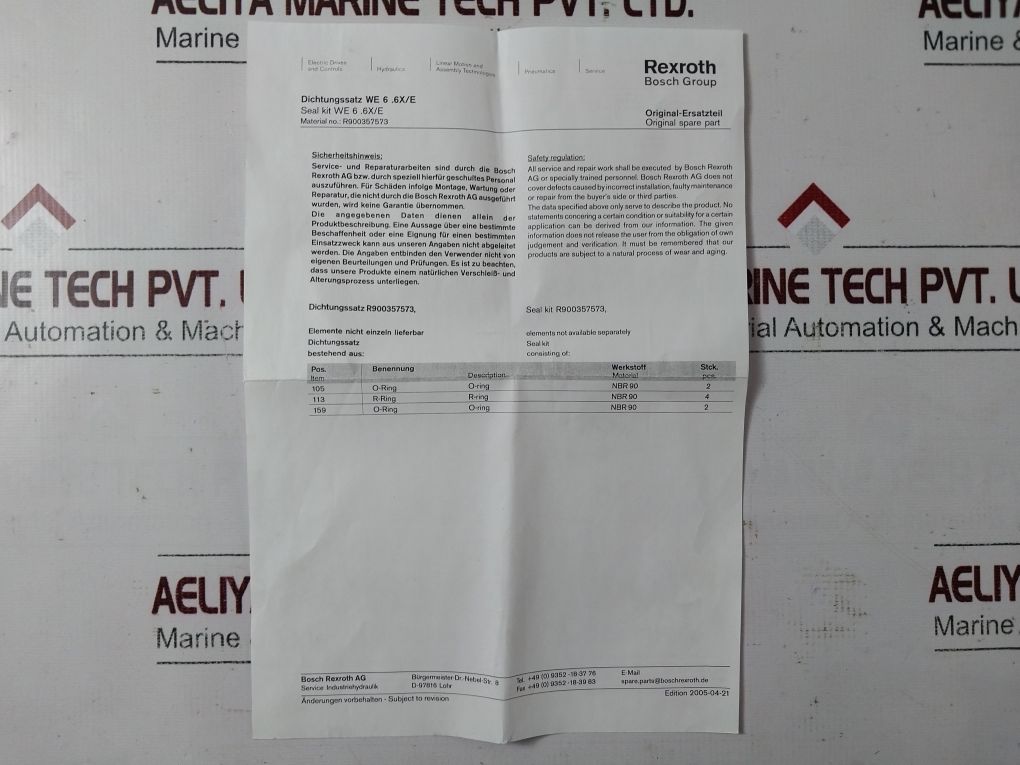 AELIYA MARINE TECH PVT. LTD.
AELIYA
Marine
Marine &
Electric Drives
and Controls
Hydraulics
Linear Motion and
Assembly Technologies
Pneumatics
Service
Rexroth
Bosch Group
Dichtungssatz WE 6 .6X/E
Seal kit WE 6 .6X/E
Material no.: R900357573
Original-Ersatzteil
Original spare part
Sicherheitshinweis:
Service- und Reparaturarbeiten sind durch die Bosch
Rexroth AG bzw. durch speziell hierfür geschultes Personal
auszuführen. Für Schäden infolge Montage, Wartung oder
Reparatur, die nicht durch die Bosch Rexroth AG ausgeführt
wurden, wird keine Garantie übernommen.
Die angegebenen Daten dienen allein der
Produktbeschreibung. Eine Aussage über eine bestimmte
Beschaffenheit oder eine Eignung für einen bestimmten
Einsatzzweck kann aus unseren Angaben nicht abgeleitet
werden. Die Angaben entbinden den Verwender nicht von
eigenen Beurteilungen und Prüfungen. Es ist zu beachten,
dass unsere Produkte einem natürlichen Verschleiß- und
Alterungsprozess unterliegen.
Safety regulation:
All service and repair work shall be executed by Bosch Rexroth
AG or specially trained personnel. Bosch Rexroth AG does not
cover defects caused by incorrect installation, faulty maintenance
or repair from the buyer's side or third parties.
The data specified above only serve to describe the product. No
statements concering a certain condition or suitability for a certain
application can be derived from our information. The given
information does not release the user from the obligation of own
judgement and verification. It must be remembered that our
products are subject to a natural process of wear and aging.
INE TECH PVT.
RINE TECH PVT.
Automation & Mach
ial Automation & Mach
Dichtungssatz R900357573,
Seal kit R900357573,
Elemente nicht einzeln lieferbar
Dichtungssatz
bestehend aus:
elements not available separately
Seal kit
consisting of:
Pos. Benennung Werkstoff Stck.
Item Description Material pcs.
105 O-Ring O-ring NBR 90 2
113 R-Ring R-ring NBR 90 4
159 O-Ring O-ring NBR 90 2
AELIYA
AELIYA
Marine
Marine
Bosch Rexroth AG
Service Industriehydraulik
Bürgermeister-Dr.-Nebel-Str. 8
D-97816 Lohr
Tel. +49 (0) 9352 -18-37 76
Fax +49 (0) 9352 -18-39 83
E-Mail
spare.parts@boschrexroth.de
Änderungen vorbehalten - Subject to revision
Edition 2005-04-21